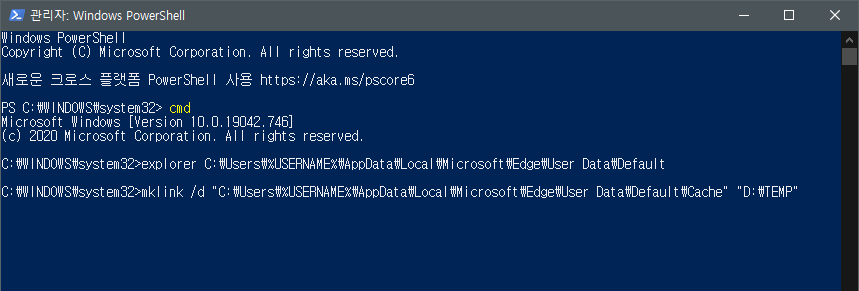 관리자: Windows PowerShell
Windows PowerShell
Copyright (C) Microsoft Corporation. All rights reserved.
새로운 크로스 플랫폼 PowerShell 사용 https://aka.ms/pscore6
PS C:₩WINDOWS₩system32> cmd
Microsoft Windows [Version 10.0.19042.746]
(c) 2020 Microsoft Corporation. All rights reserved.
C:₩WINDOWS₩system32>explorer C:₩Users₩%USERNAME%₩AppData₩Local₩Microsoft₩Edge₩User Data₩Default
C:₩WINDOWS₩system32>mklink /d "C:₩Users₩%USERNAME%₩AppData₩Local₩Microsoft₩Edge₩User Data₩Default₩Cache" "D:₩TEMP"